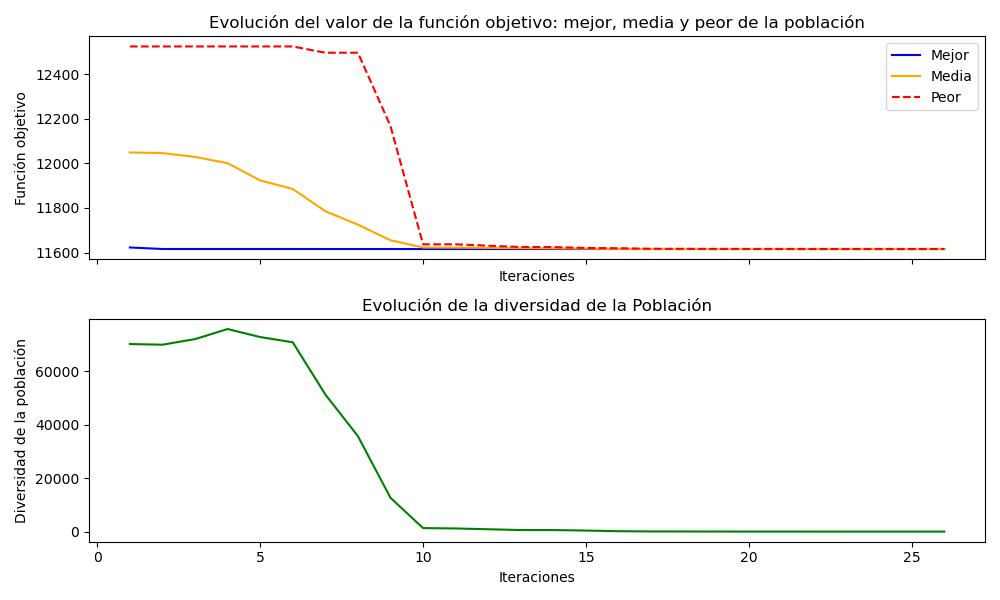 Evolución del valor de la función objetivo: mejor, media y peor de la población
Función objetivo
12400
12200
12000
11800
11600
Mejor
Media
Peor
Iteraciones
Evolución de la diversidad de la Población
Diversidad de la población
60000
40000
20000
0
0 5 10 15 20 25
Iteraciones